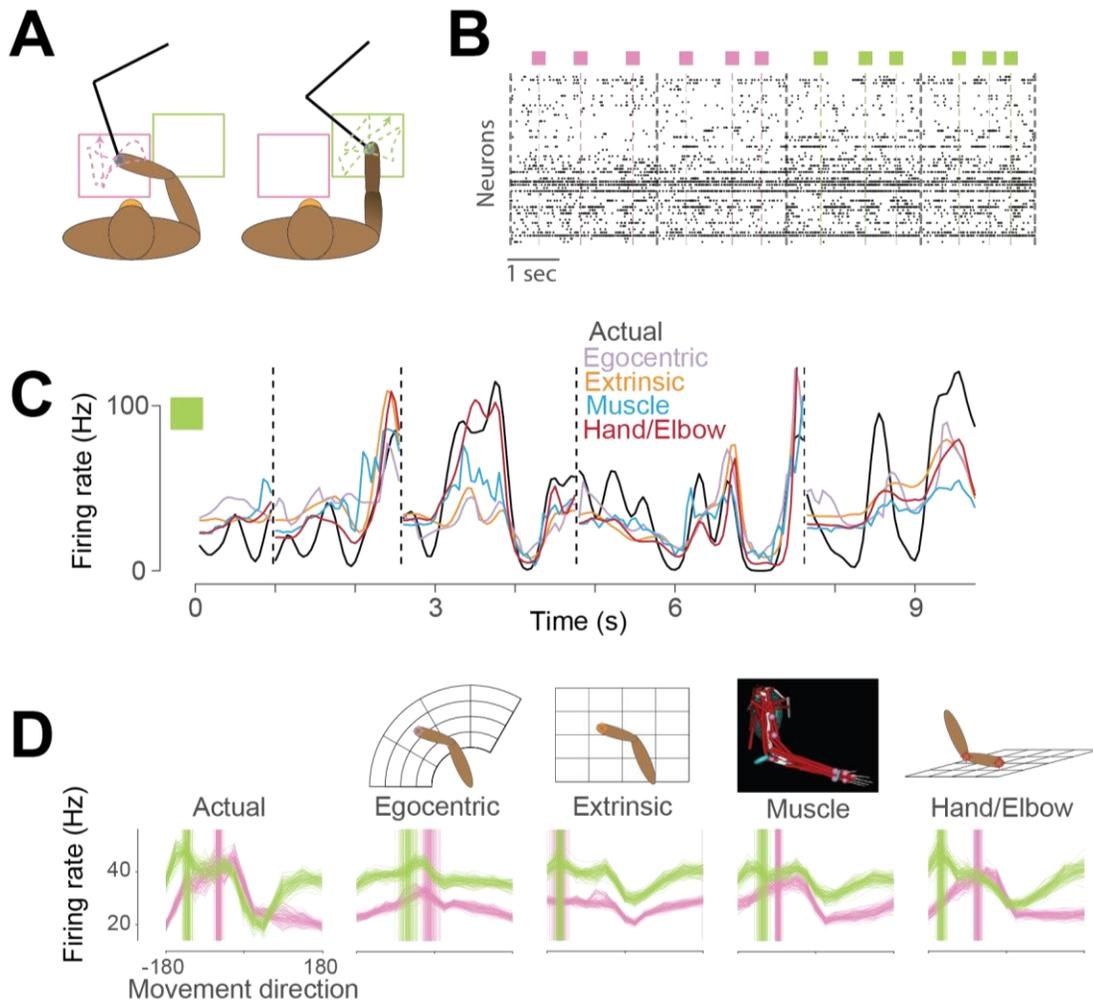 A
B
Neurons
1 sec
C
Actual
Egocentric
Extrinsic
Muscle
Hand/Elbow
Firing rate (Hz)
100
0
0 3 6 9
Time (s)
D
Actual Egocentric Extrinsic Muscle Hand/Elbow
Firing rate (Hz)
40
20
-180 180
Movement direction